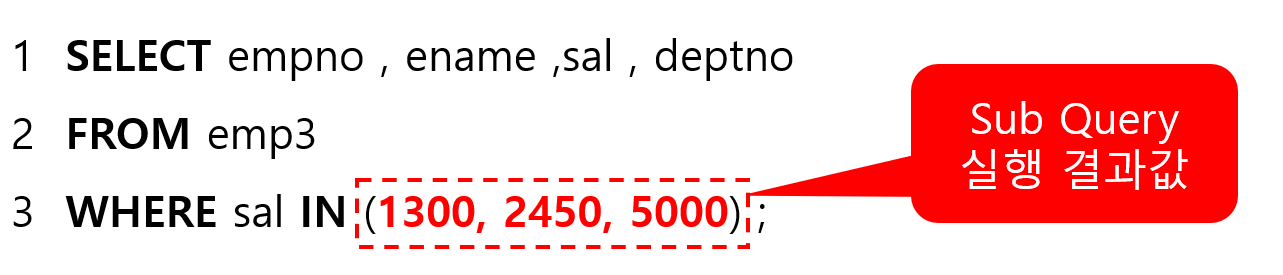 1 SELECT empno , ename ,sal , deptno
2 FROM emp3
3 WHERE sal IN (1300, 2450, 5000) ;
Sub Query
실행 결과값